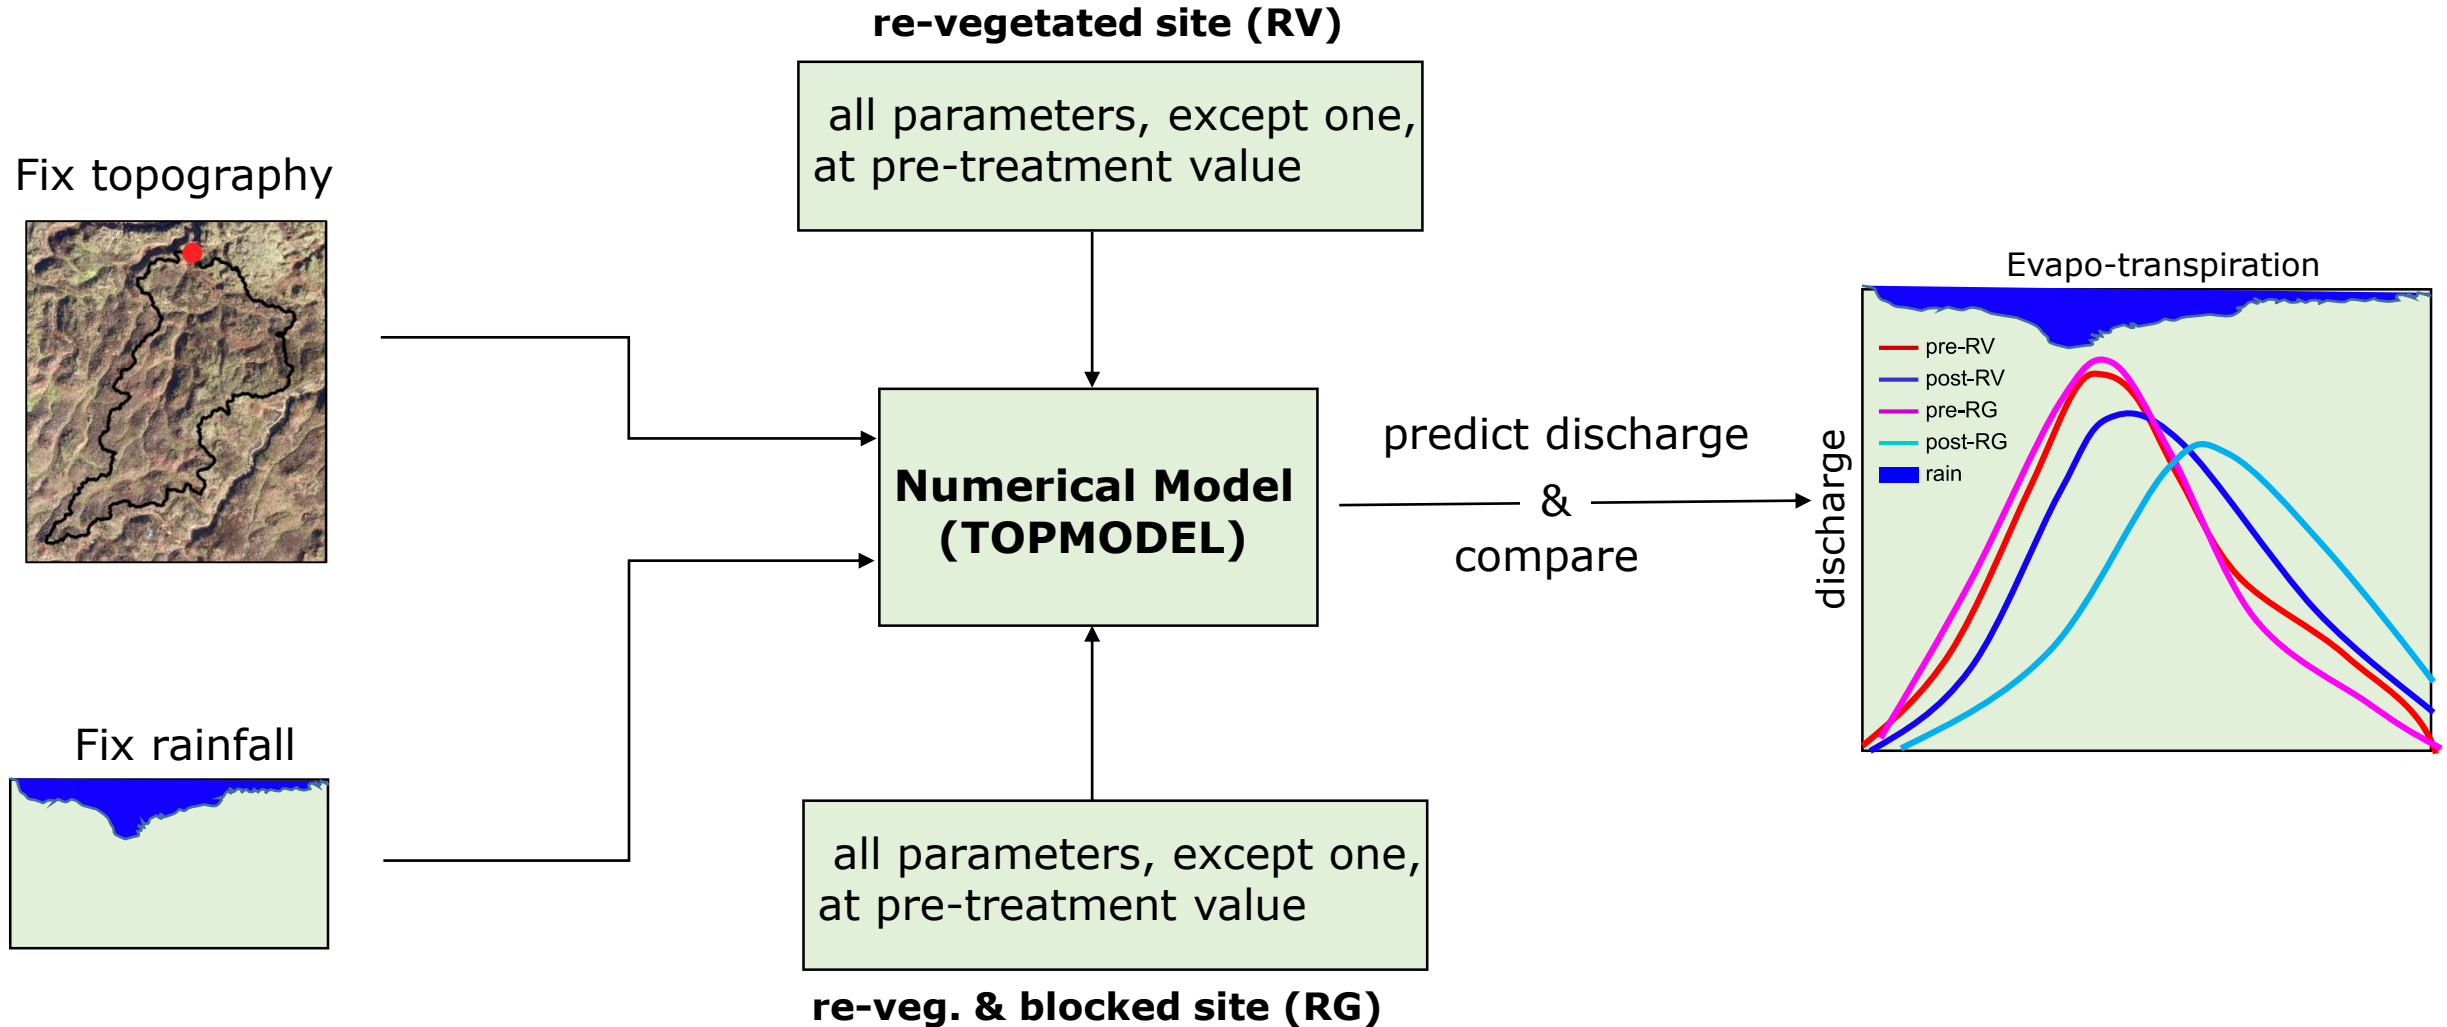 re-vegetated site (RV)
all parameters, except one,
at pre-treatment value
Fix topography
Fix rainfall
Numerical Model
(TOPMODEL)
all parameters, except one,
at pre-treatment value
re-veg. & blocked site (RG)
predict discharge
&
compare
Evapo-transpiration
discharge
pre-RV
post-RV
pre-RG
post-RG
rain